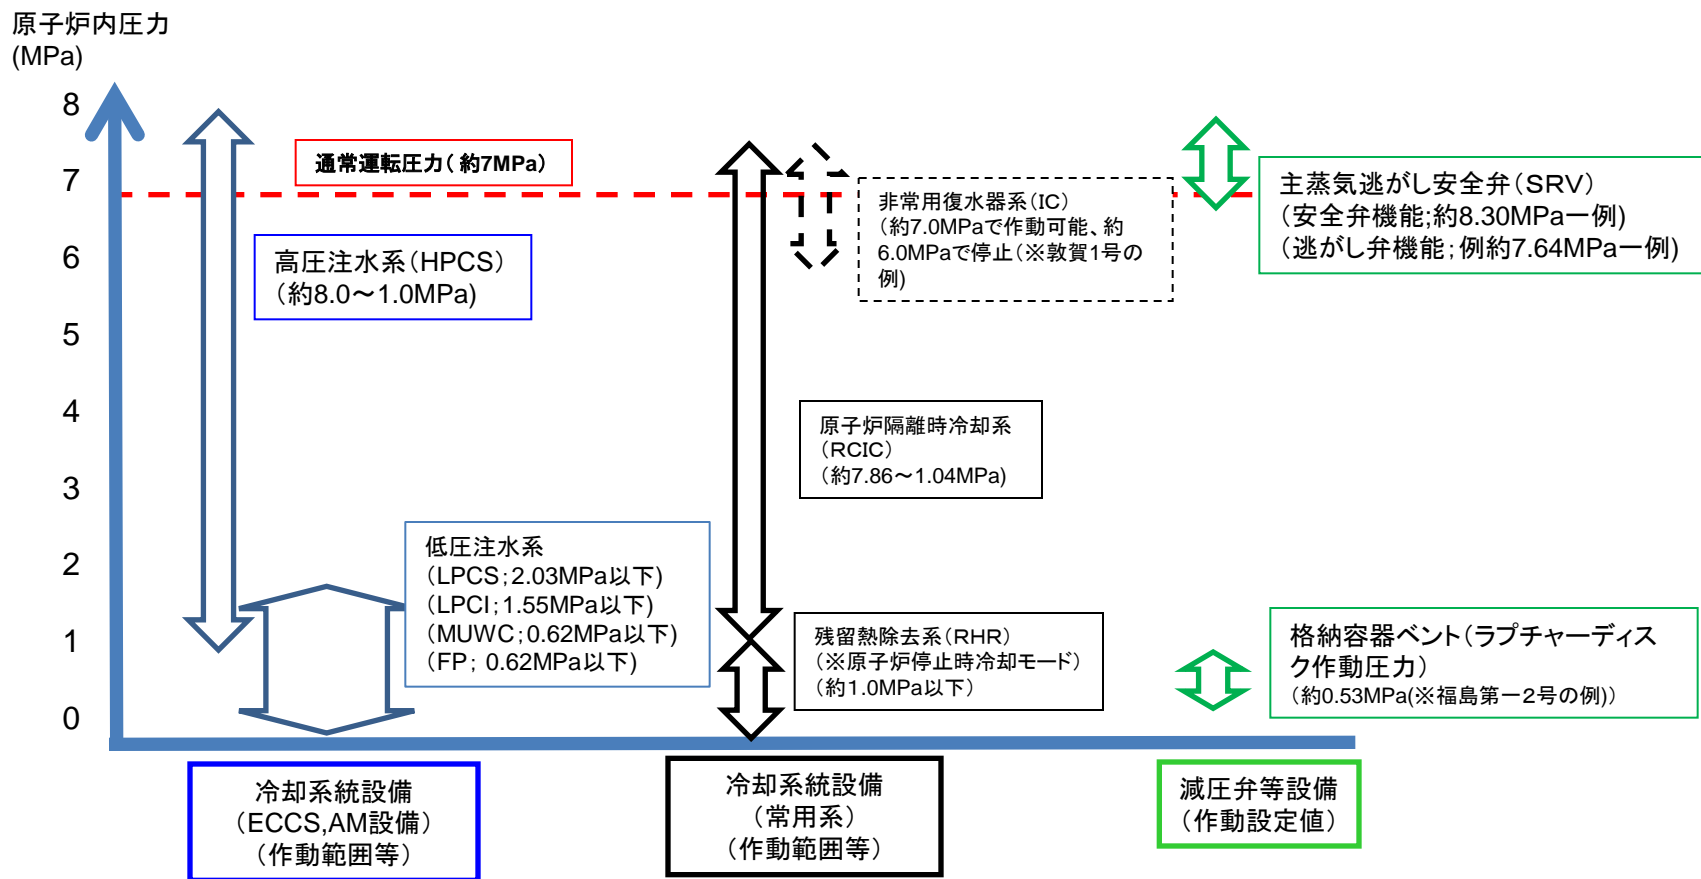 原子炉内圧力
(MPa)
8
7
6
5
4
3
2
1
0
通常運転圧力（約7MPa）
高圧注水系（HPCS）
（約8.0～1.0MPa)
低圧注水系
（LPCS；2.03MPa以下）
（LPCI；1.55MPa以下）
（MUWC；0.62MPa以下）
（FP；0.62MPa以下）
非常用復水器系（IC）
（約7.0MPaで作動可能、約
6.0MPaで停止（※敦賀1号の
例）
原子炉隔離時冷却系
（RCIC）
（約7.86～1.04MPa)
残留熱除去系（RHR）
（※原子炉停止時冷却モード）
（約1.0MPa以下）
主蒸気逃がし安全弁（SRV）
（安全弁機能；約8.30MPa一例）
（逃がし弁機能；例約7.64MPa一例）
格納容器ベント（ラプチャーディス
ク作動圧力）
（約0.53MPa(※福島第一2号の例)）
冷却系統設備
（ECCS,AM設備）
（作動範囲等）
冷却系統設備
（常用系）
（作動範囲等）
減圧弁等設備
（作動設定値）